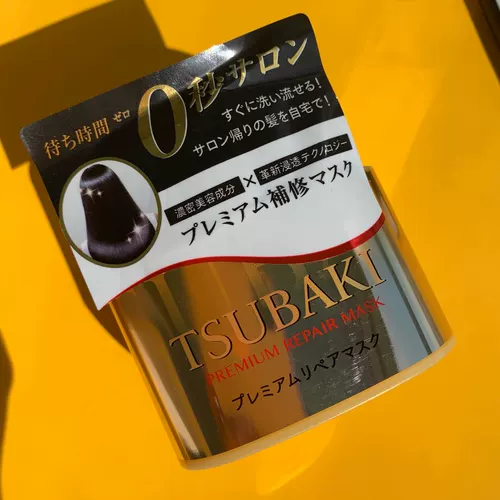 待ち時間 ゼロ 0秒サロン
すぐに洗い流せる！
サロン帰りの髪を自宅で！
濃密美容成分 × 革新浸透テクノロジー
プレミアム補修マスク
TSUBAKI
PREMIUM REPAIR MASK
プレミアムリペアマスク